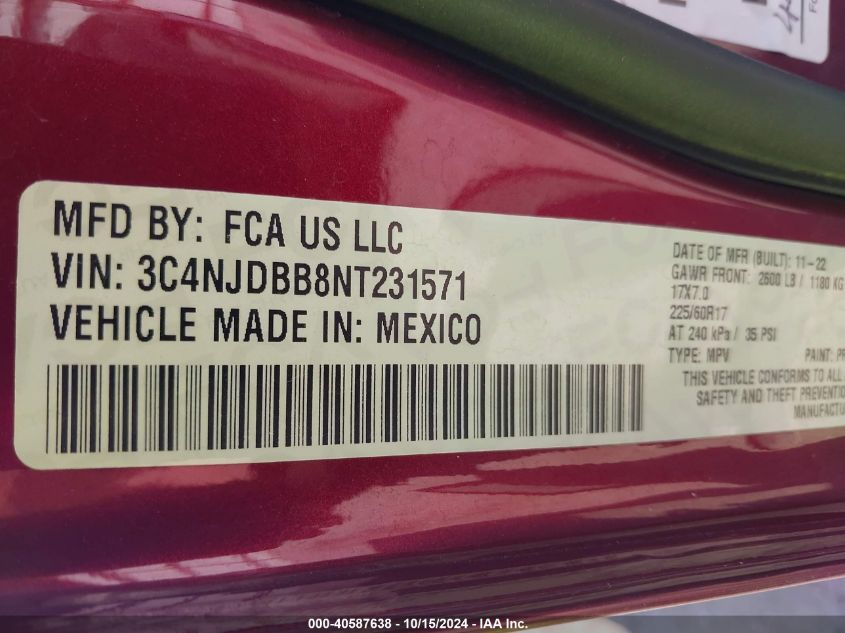 MFD BY: FCA US LLC
VIN: 3C4NJDBB8NT231571
VEHICLE MADE IN: MEXICO
DATE OF MFR (BUILT): 11-22
GAWR FRONT: 2600 LB / 1180 KG
17X7.0
225/60R17
AT 240 kPa / 35 PSI
TYPE: MPV PAINT: PR
THIS VEHICLE CONFORMS TO ALL
SAFETY AND THEFT PREVENTIO
MANUFACTU
000-40587638 - 10/15/2024 - IAA Inc.